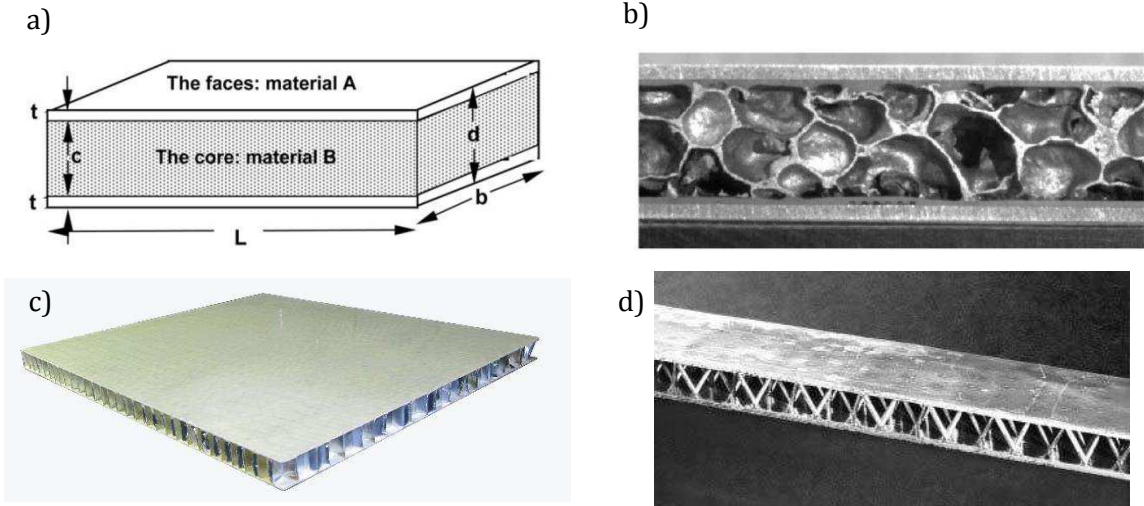 a)
The faces: material A
t
c
d
The core: material B
t
b
L
b)
c)
d)